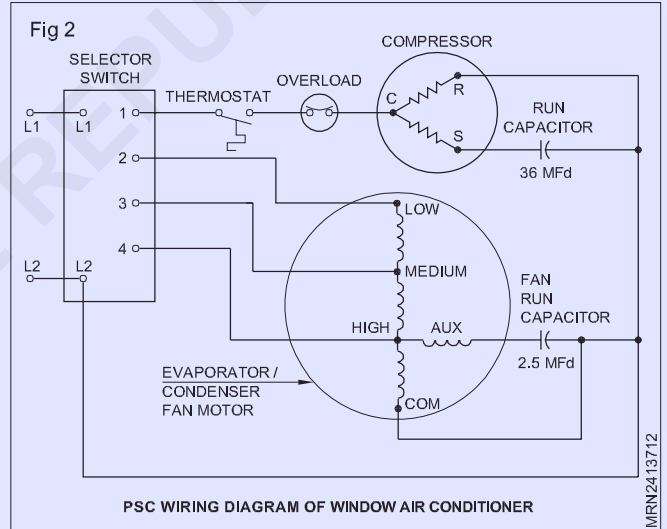 Fig 2
SELECTOR
SWITCH
COMPRESSOR
OVERLOAD
THERMOSTAT
L1
L1
1
C
R
S
RUN
CAPACITOR
36 MFd
2
3
4
L2
L2
LOW
MEDIUM
HIGH
AUX
COM
FAN
RUN
CAPACITOR
2.5 MFd
EVAPORATOR /
CONDENSER
FAN MOTOR
PSC WIRING DIAGRAM OF WINDOW AIR CONDITIONER
MRN2413712